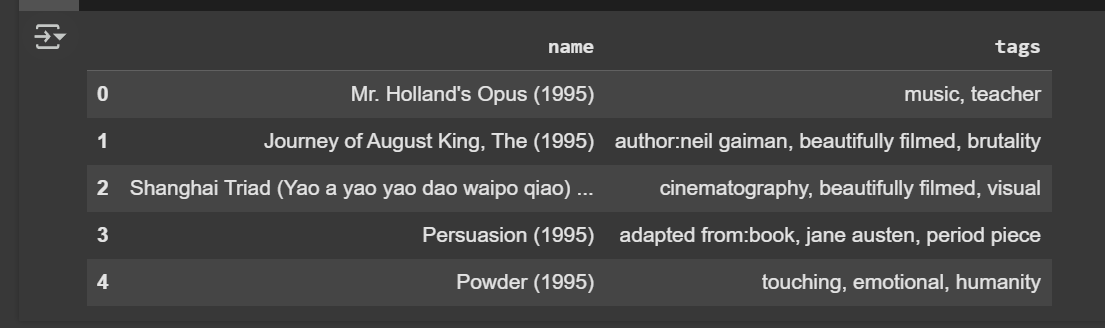 name tags
0 Mr. Holland's Opus (1995) music, teacher
1 Journey of August King, The (1995) author:neil gaiman, beautifully filmed, brutality
2 Shanghai Triad (Yao a yao yao dao waipo qiao) ... cinematography, beautifully filmed, visual
3 Persuasion (1995) adapted from:book, jane austen, period piece
4 Powder (1995) touching, emotional, humanity